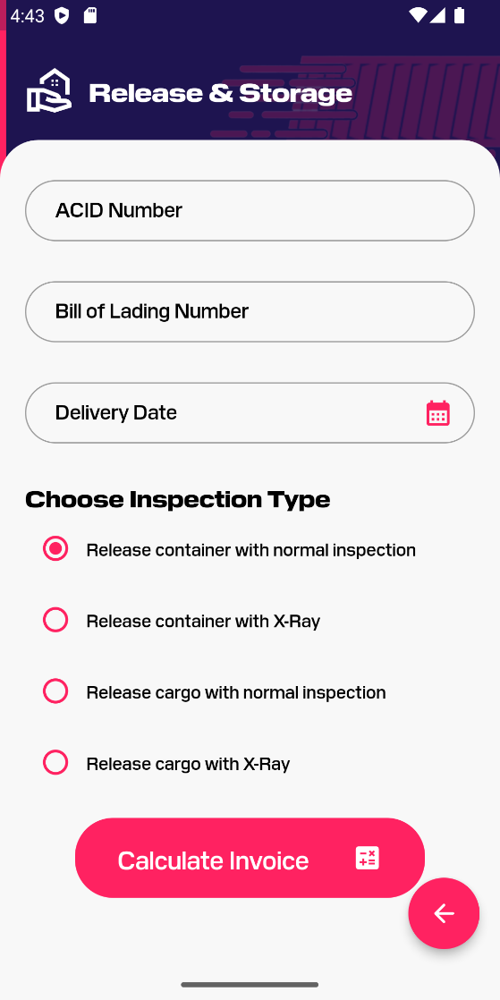 4:43
Release & Storage
ACID Number
Bill of Lading Number
Delivery Date
Choose Inspection Type
Release container with normal inspection
Release container with X-Ray
Release cargo with normal inspection
Release cargo with X-Ray
Calculate Invoice